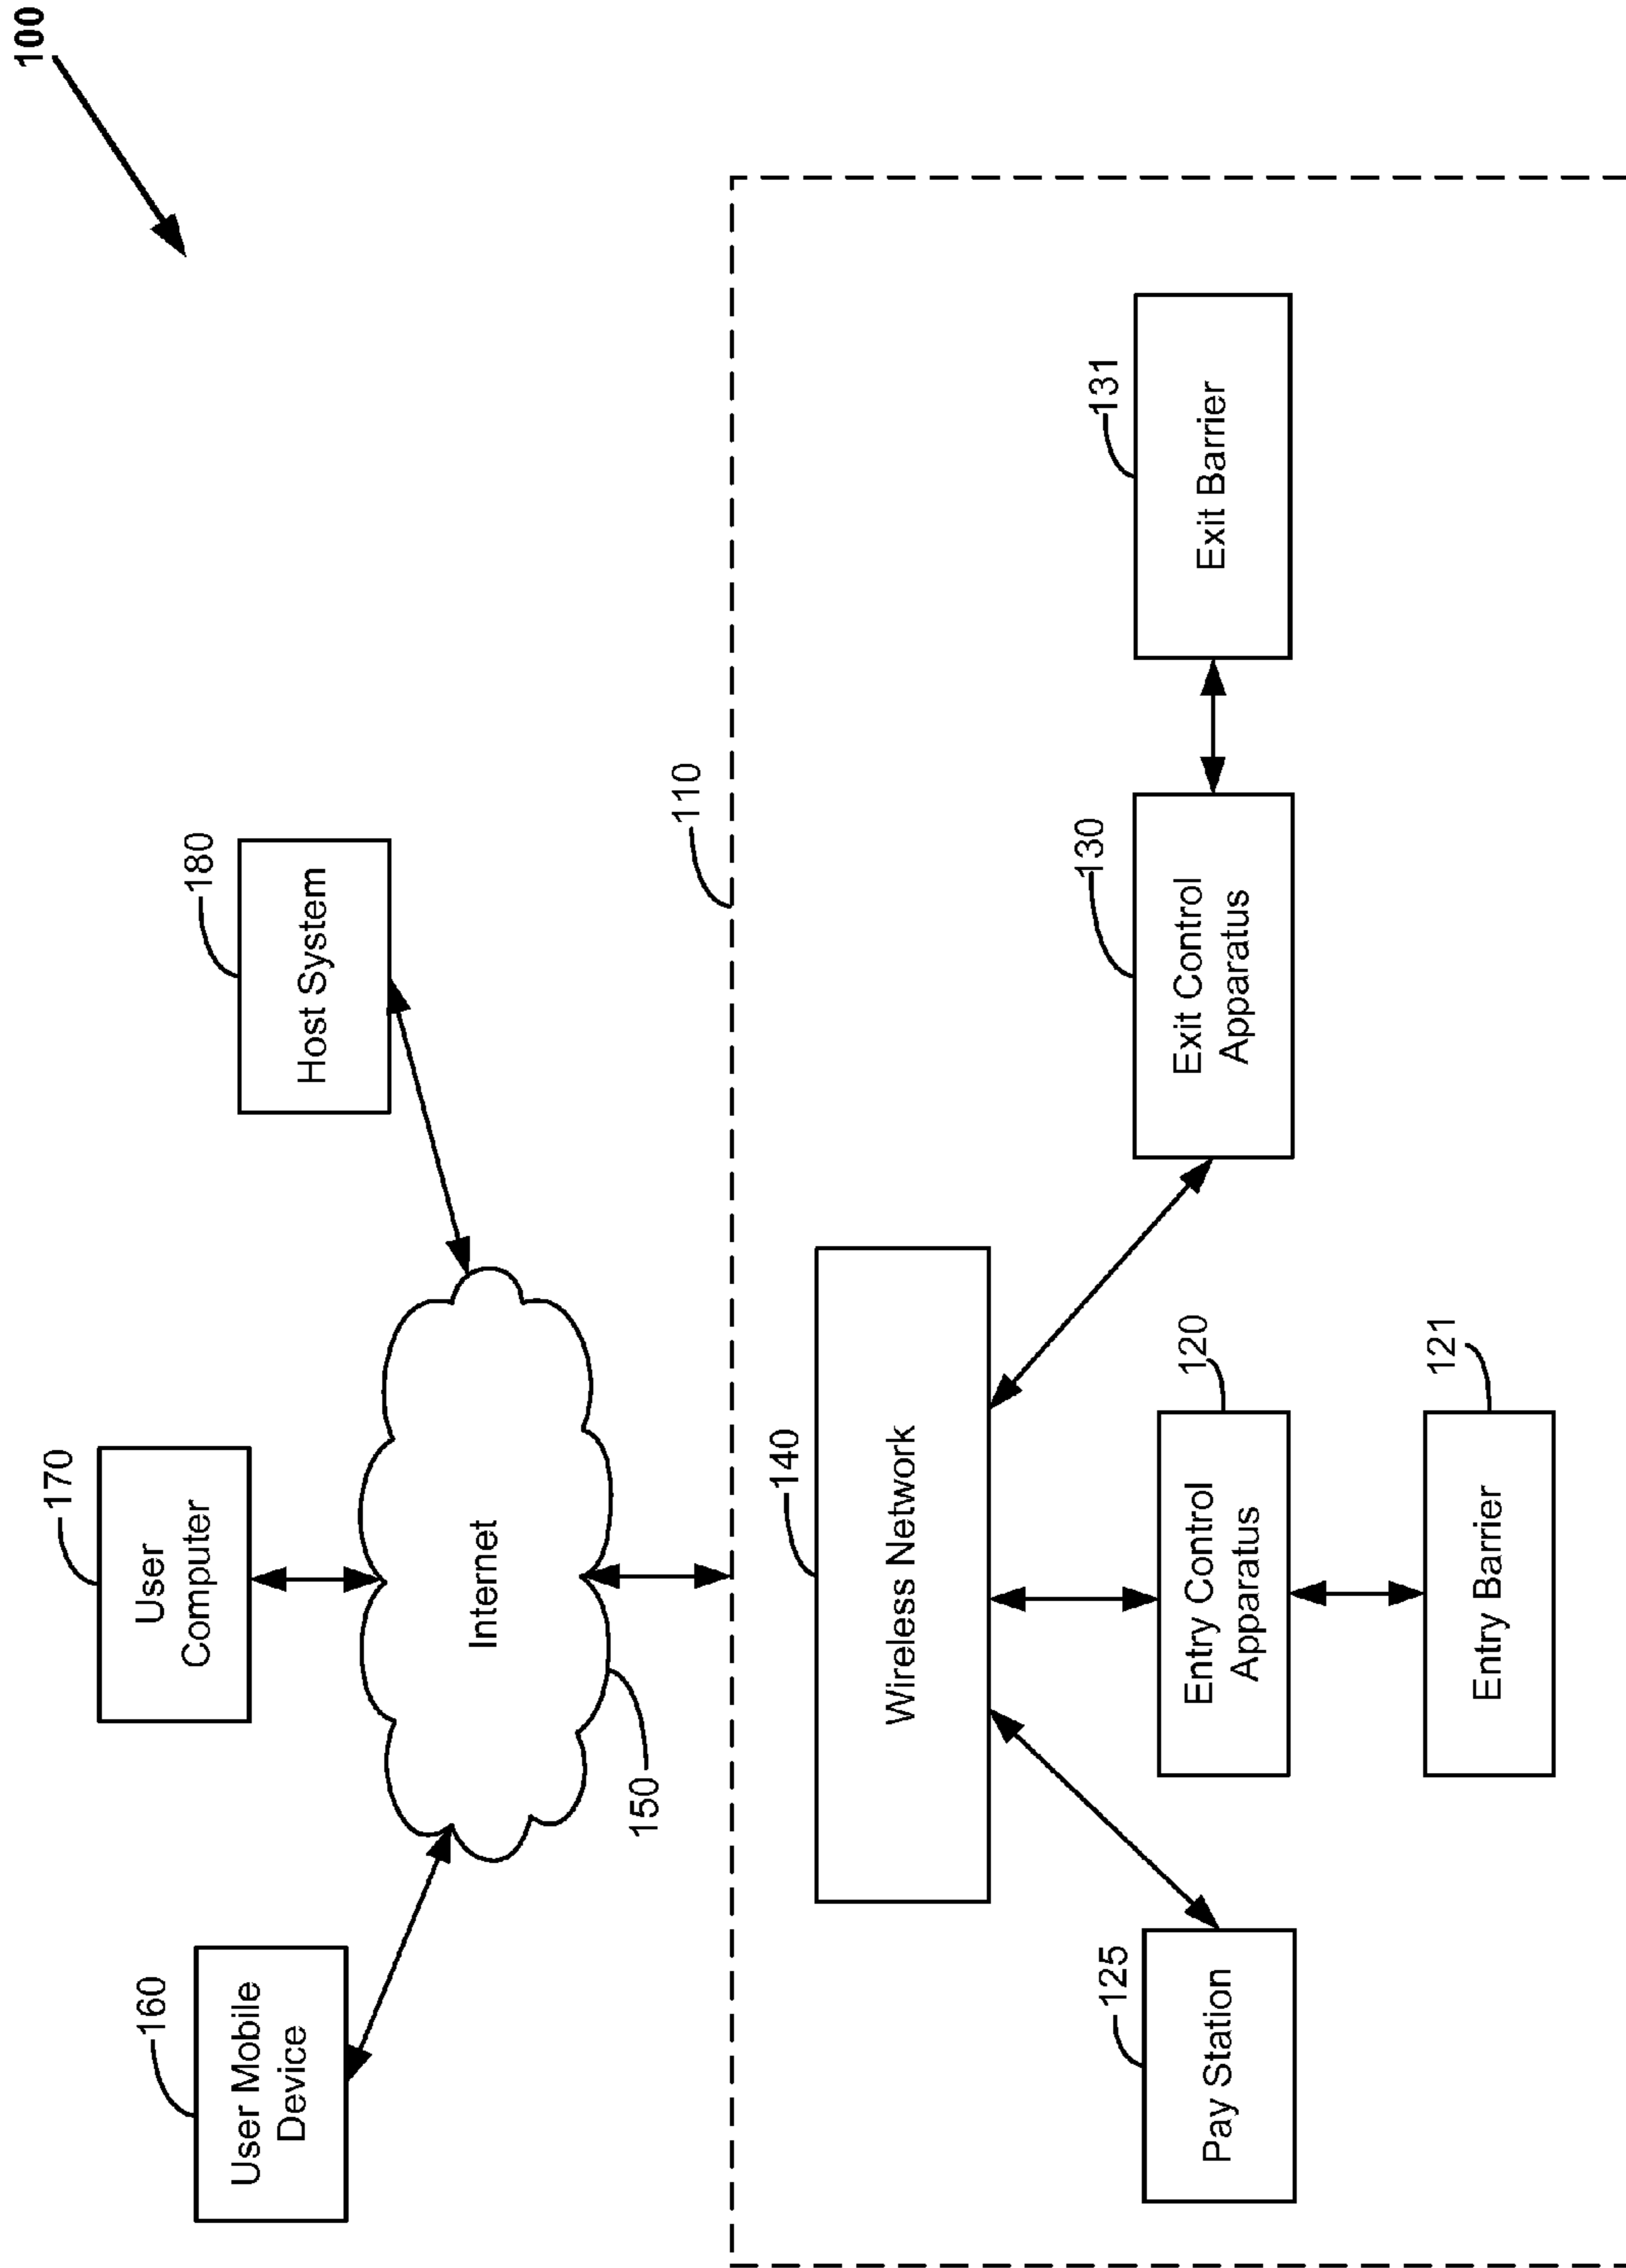 100
170
User
Computer
160
User Mobile
Device
180
Host System
Internet
150
110
140
Wireless Network
125
Pay Station
120
Entry Control
Apparatus
130
Exit Control
Apparatus
131
Exit Barrier
121
Entry Barrier